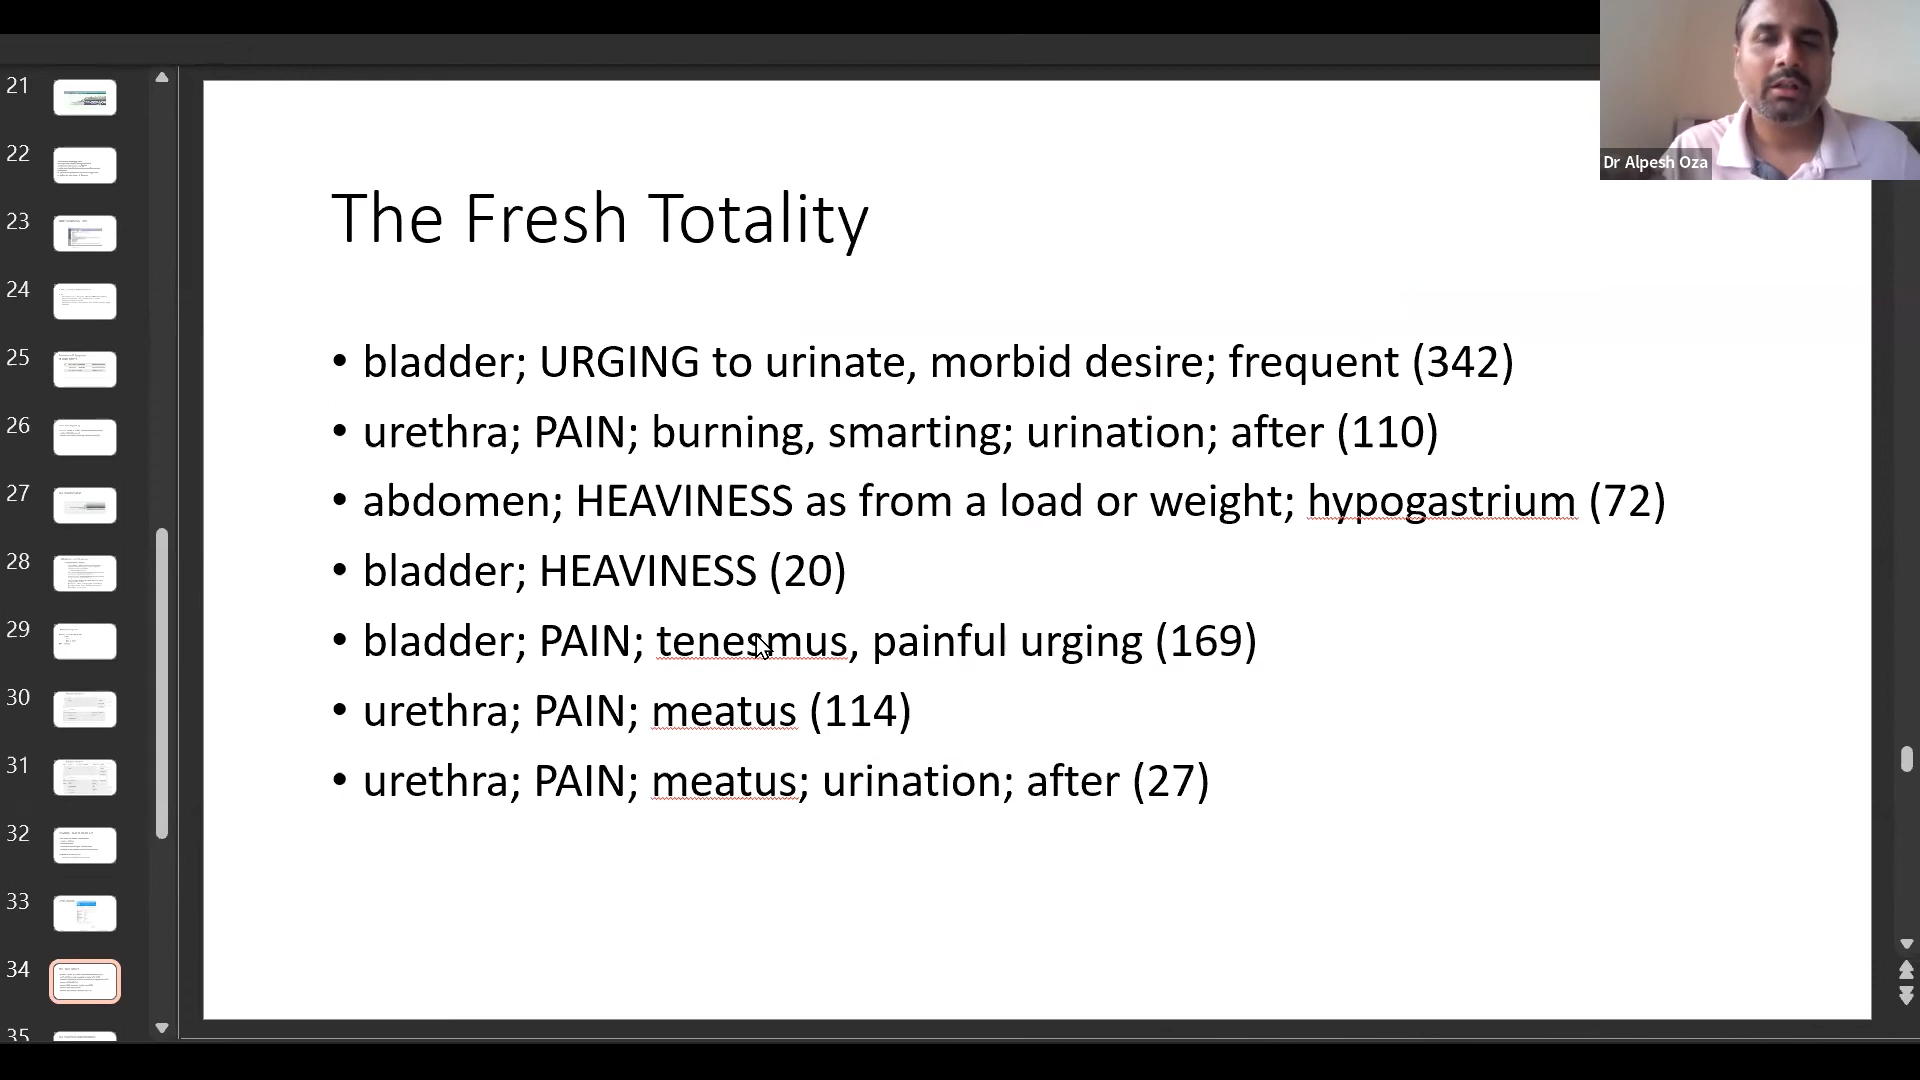 21
22
23
24
25
26
27
28
29
30
31
32
33
34
35
Dr Alpesh Oza
The Fresh Totality
• bladder; URGING to urinate, morbid desire; frequent (342)
• urethra; PAIN; burning, smarting; urination; after (110)
• abdomen; HEAVINESS as from a load or weight; hypogastrium (72)
• bladder; HEAVINESS (20)
• bladder; PAIN; tenesmus, painful urging (169)
• urethra; PAIN; meatus (114)
• urethra; PAIN; meatus; urination; after (27)